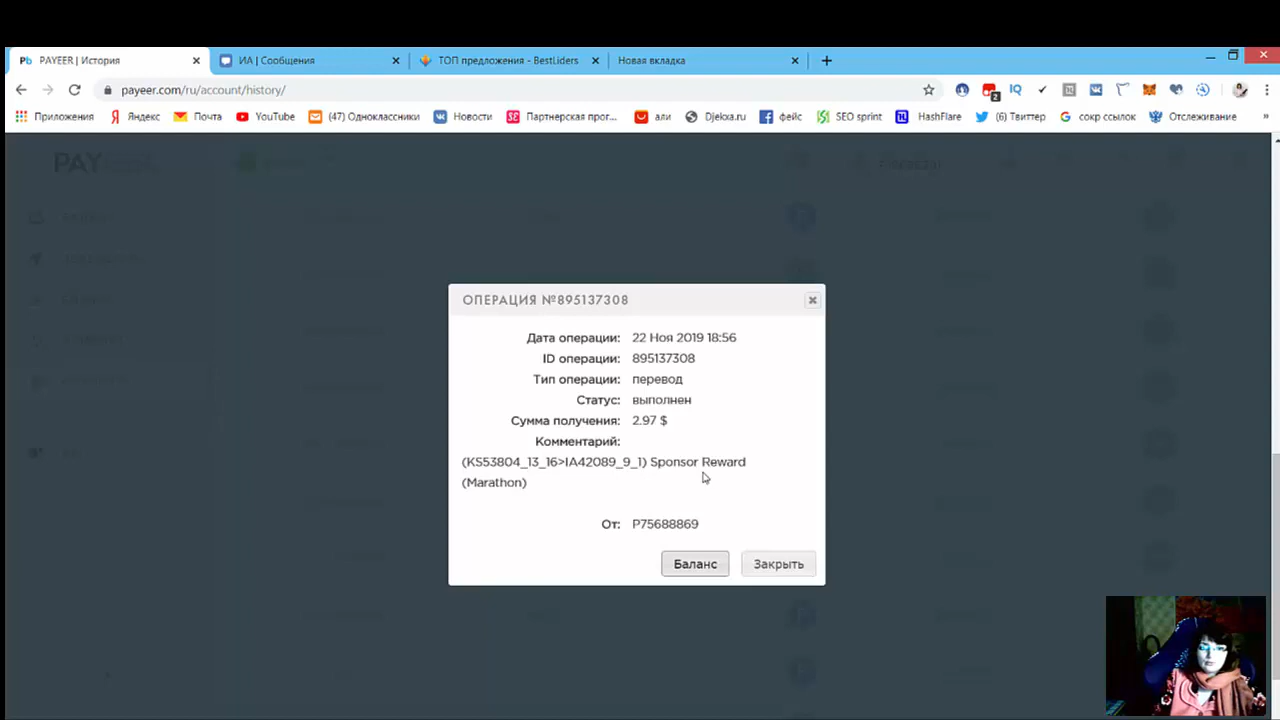 PAYEER | История
ИА | Сообщения
ТОП предложения - BestLiders
Новая вкладка
payeer.com/ru/account/history/
2
Приложения
Яндекс
Почта
YouTube
(47) Одноклассники
Новости
Партнерская прог...
али
Djekxa.ru
фейс
SEO sprint
HashFlare
(6) Твиттер
сокр ссылок
Отслеживание
»
PAY
ОПЕРАЦИЯ №895137308
Дата операции: 22 Ноя 2019 18:56
ID операции: 895137308
Тип операции: перевод
Статус: выполнен
Сумма получения: 2.97 $
Комментарий:
(KS53804_13_16>IA42089_9_1) Sponsor Reward
(Marathon)
От: P75688869
Баланс
Закрыть